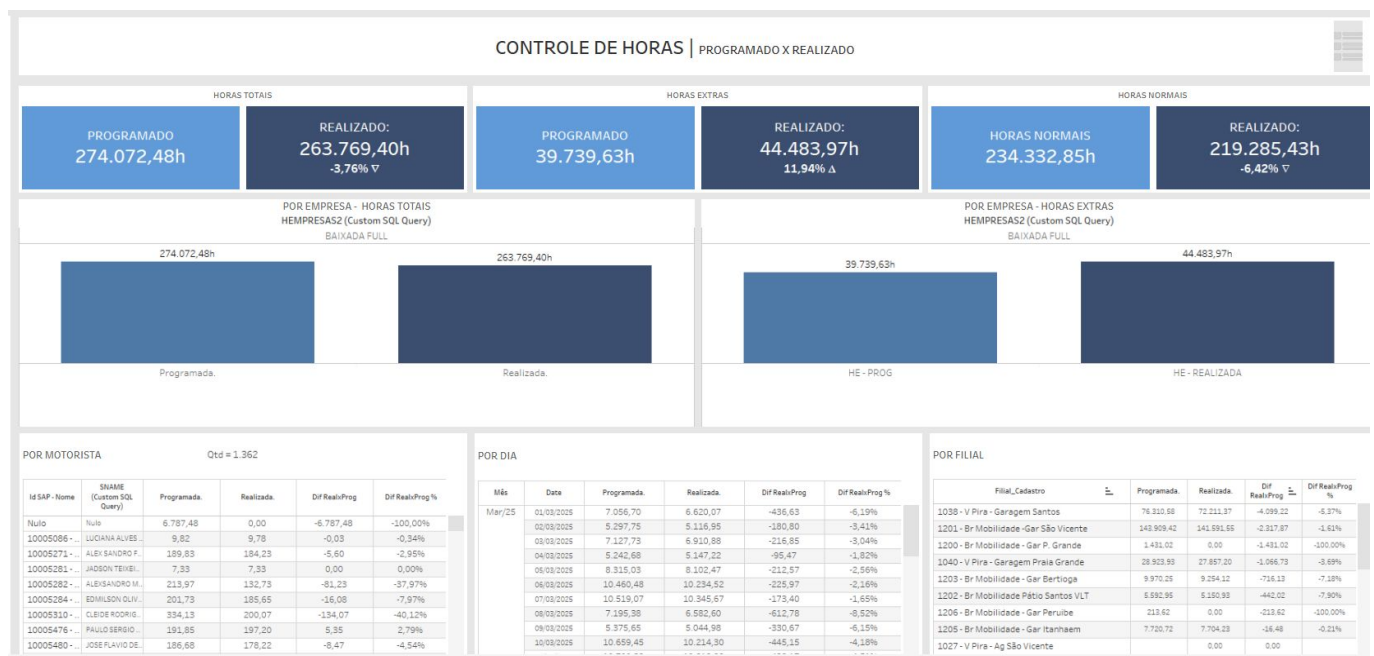 CONTROLE DE HORAS | PROGRAMADO X REALIZADO
HORAS TOTAIS
HORAS EXTRAS
HORAS NORMAIS
PROGRAMADO
274.072,48h
REALIZADO:
263.769,40h
-3,76% ▽
PROGRAMADO
39.739,63h
REALIZADO:
44.483,97h
11,94% Δ
HORAS NORMAIS
234.332,85h
REALIZADO:
219.285,43h
-6,42% ▽
POR EMPRESA - HORAS TOTAIS
HEMPRESAS2 (Custom SQL Query)
BAIXADA FULL
274.072,48h
263.769,40h
Programada.
Realizada.
POR EMPRESA - HORAS EXTRAS
HEMPRESAS2 (Custom SQL Query)
BAIXADA FULL
39.739,63h
44.483,97h
HE - PROG
HE - REALIZADA
POR MOTORISTA Qtd = 1.362
Id SAP - Nome SNAME (Custom SQL Query) Programada. Realizada. Dif RealxProg Dif RealxProg %
Nulo Nulo 6.787,48 0,00 -6.787,48 -100,00%
10005086 - .. LUCIANA ALVES .. 9,82 9,78 -0,03 -0,34%
10005271 - .. ALEX SANDRO F.. 189,83 184,23 -5,60 -2,95%
10005281 - .. JADSON TEIXEI.. 7,33 7,33 0,00 0,00%
10005282 - .. ALEXSANDRO M.. 213,97 132,73 -81,23 -37,97%
10005284 - .. EDMILSON OLIV.. 201,73 185,65 -16,08 -7,97%
10005310 - .. CLEIDE RODRIG.. 334,13 200,07 -134,07 -40,12%
10005476 - .. PAULO SERGIO .. 191,85 197,20 5,35 2,79%
10005480 - .. JOSE FLAVIO DE.. 186,68 178,22 -8,47 -4,54%
POR DIA
Mês Date Programada. Realizada. Dif RealxProg Dif RealxProg %
Mar/25 01/03/2025 7.056,70 6.620,07 -436,63 -6,19%
02/03/2025 5.297,75 5.116,95 -180,80 -3,41%
03/03/2025 7.127,73 6.910,88 -216,85 -3,04%
04/03/2025 5.242,68 5.147,22 -95,47 -1,82%
05/03/2025 8.315,03 8.102,47 -212,57 -2,56%
06/03/2025 10.460,48 10.234,52 -225,97 -2,16%
07/03/2025 10.519,07 10.345,67 -173,40 -1,65%
08/03/2025 7.195,38 6.582,60 -612,78 -8,52%
09/03/2025 5.375,65 5.044,98 -330,67 -6,15%
10/03/2025 10.659,45 10.214,30 -445,15 -4,18%
POR FILIAL
Filial_Cadastro Programada. Realizada. Dif RealxProg Dif RealxProg %
1038 - V Pira - Garagem Santos 76.310,58 72.211,37 -4.099,22 -5,37%
1201 - Br Mobilidade -Gar São Vicente 143.909,42 141.591,55 -2.317,87 -1,61%
1200 - Br Mobilidade - Gar P. Grande 1.431,02 0,00 -1.431,02 -100,00%
1040 - V Pira - Garagem Praia Grande 28.923,93 27.857,20 -1.066,73 -3,69%
1203 - Br Mobilidade - Gar Bertioga 9.970,25 9.254,12 -716,13 -7,18%
1202 - Br Mobilidade Pátio Santos VLT 5.592,95 5.150,93 -442,02 -7,90%
1206 - Br Mobilidade - Gar Peruibe 213,62 0,00 -213,62 -100,00%
1205 - Br Mobilidade - Gar Itanhaem 7.720,72 7.704,23 -16,48 -0,21%
1027 - V Pira - Ag São Vicente 0,00 0,00